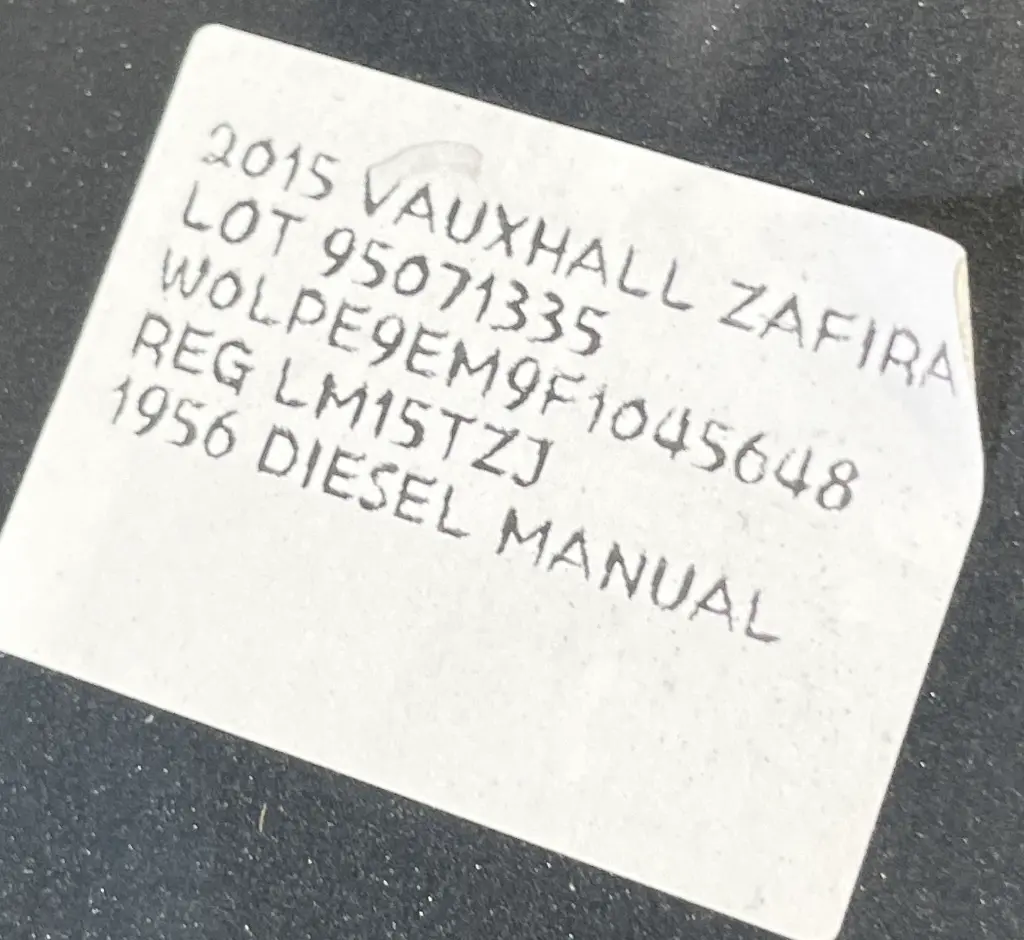 2015 VAUXHALL ZAFIRA
LOT 95071335
W0LPE9EM9F1045648
REG LM15TZJ
1956 DIESEL MANUAL